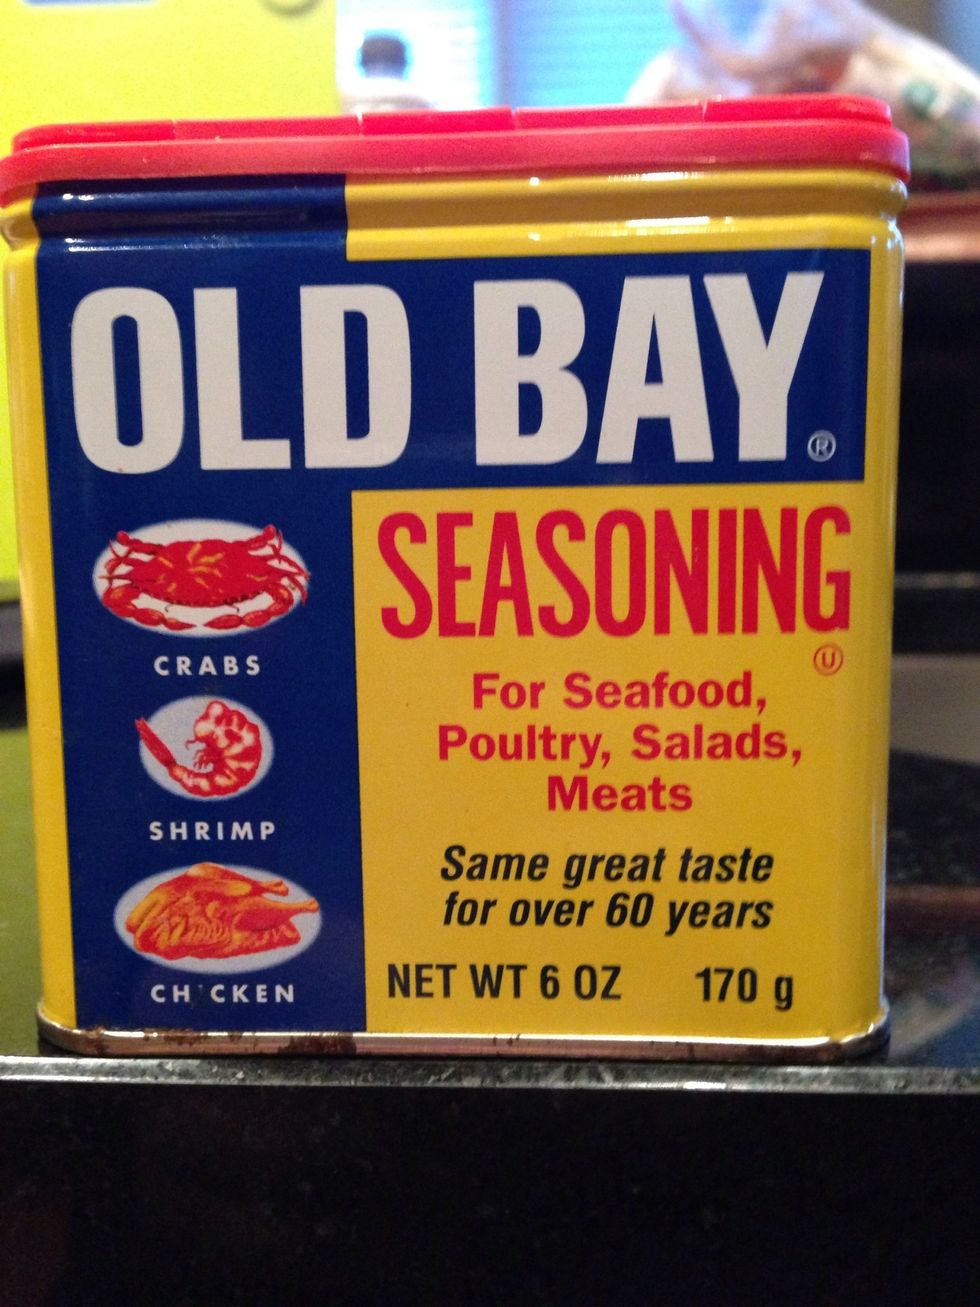 OLD BAY®
SEASONING
Ⓤ
For Seafood,
Poultry, Salads,
Meats
Same great taste
for over 60 years
NET WT 6 OZ 170 g
CRABS
SHRIMP
CH CKEN